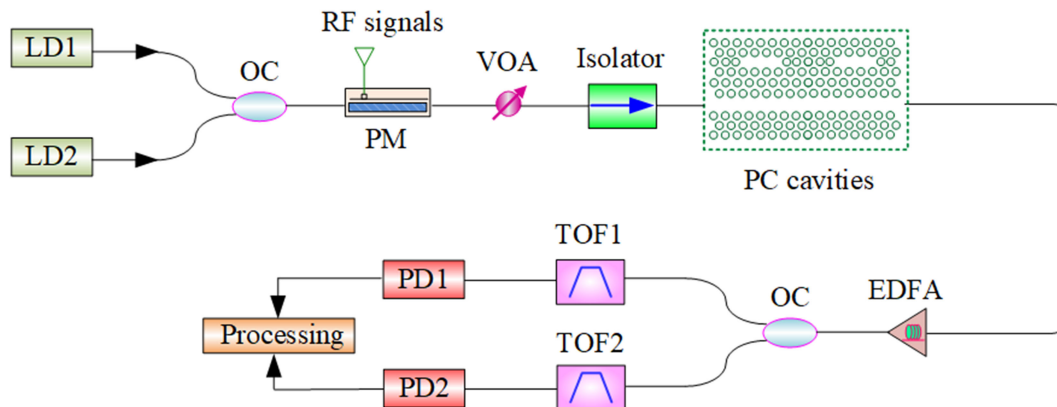 RF signals
LD1
OC
VOA
Isolator
PM
LD2
PC cavities
TOF1
PD1
OC
EDFA
Processing
TOF2
PD2